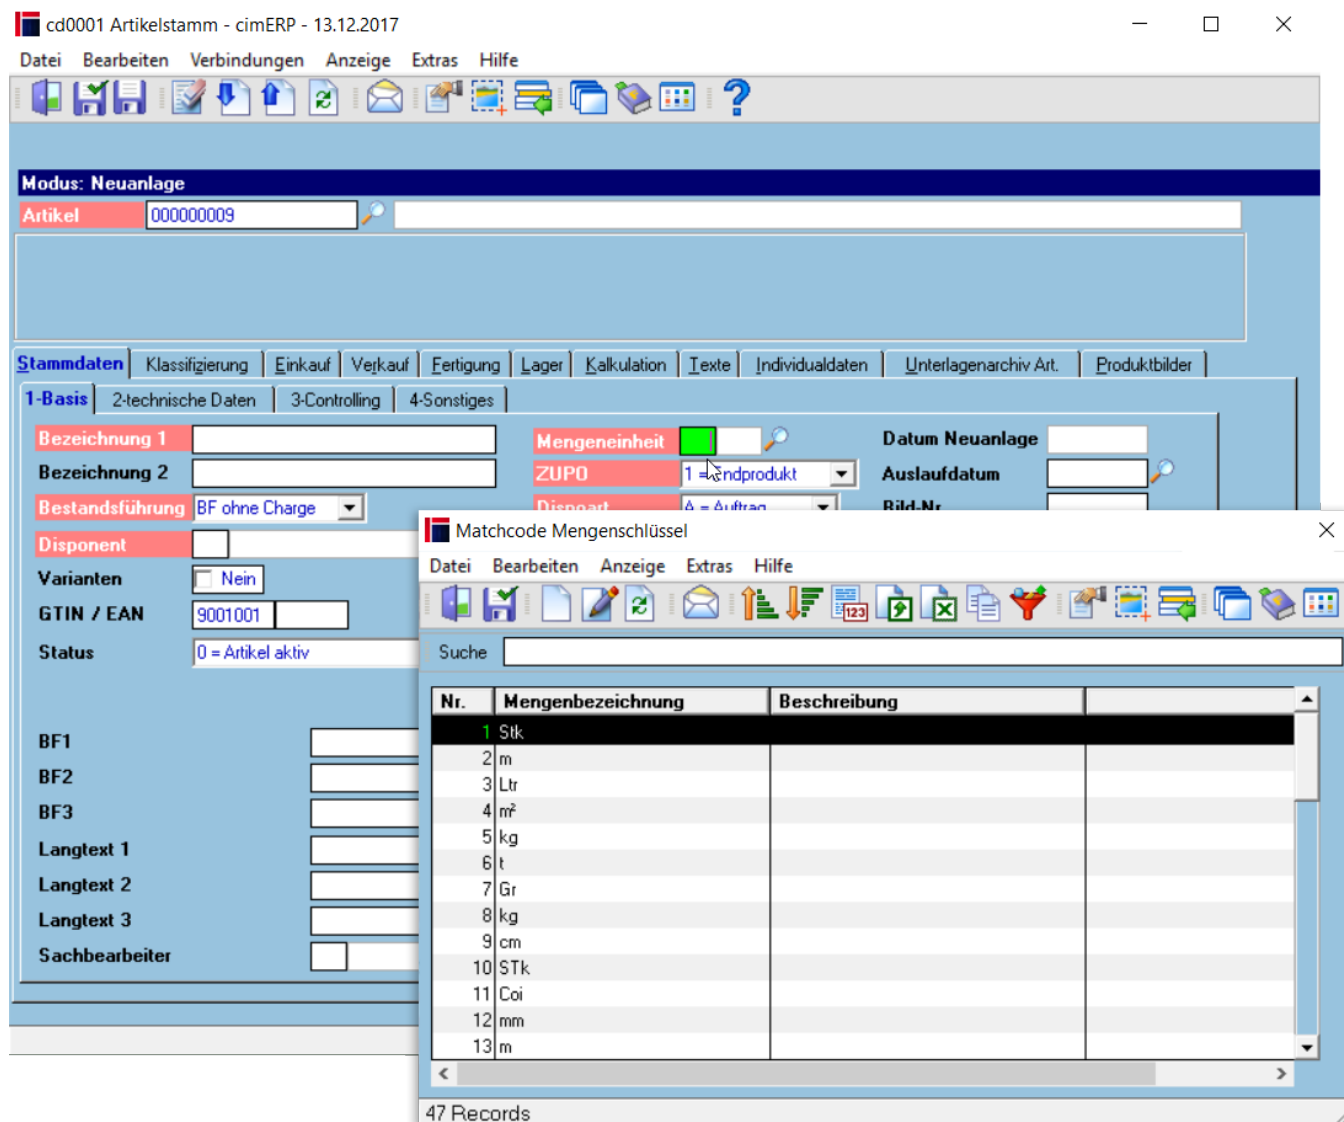 cd0001 Artikelstamm - cimERP - 13.12.2017
Datei Bearbeiten Verbindungen Anzeige Extras Hilfe
Modus: Neuanlage
Artikel 000000009
Stammdaten Klassifizierung Einkauf Verkauf Fertigung Lager Kalkulation Texte Individualdaten Unterlagenarchiv Art. Produktbilder
1-Basis 2-technische Daten 3-Controlling 4-Sonstiges
Bezeichnung 1 Mengeneinheit Datum Neuanlage
Bezeichnung 2 ZUPO 1 = Endprodukt Auslaufdatum
Bestandsführung BF ohne Charge Dispoart A = Auftrag Bild-Nr
Disponent
Varianten Nein
GTIN / EAN 9001001
Status 0 = Artikel aktiv
BF1
BF2
BF3
Langtext 1
Langtext 2
Langtext 3
Sachbearbeiter
Matchcode Mengenschlüssel
Datei Bearbeiten Anzeige Extras Hilfe
123
Suche
Nr. Mengenbezeichnung Beschreibung
1 Stk
2 m
3 Ltr
4 m²
5 kg
6 t
7 Gr
8 kg
9 cm
10 STk
11 Coi
12 mm
13 m
47 Records